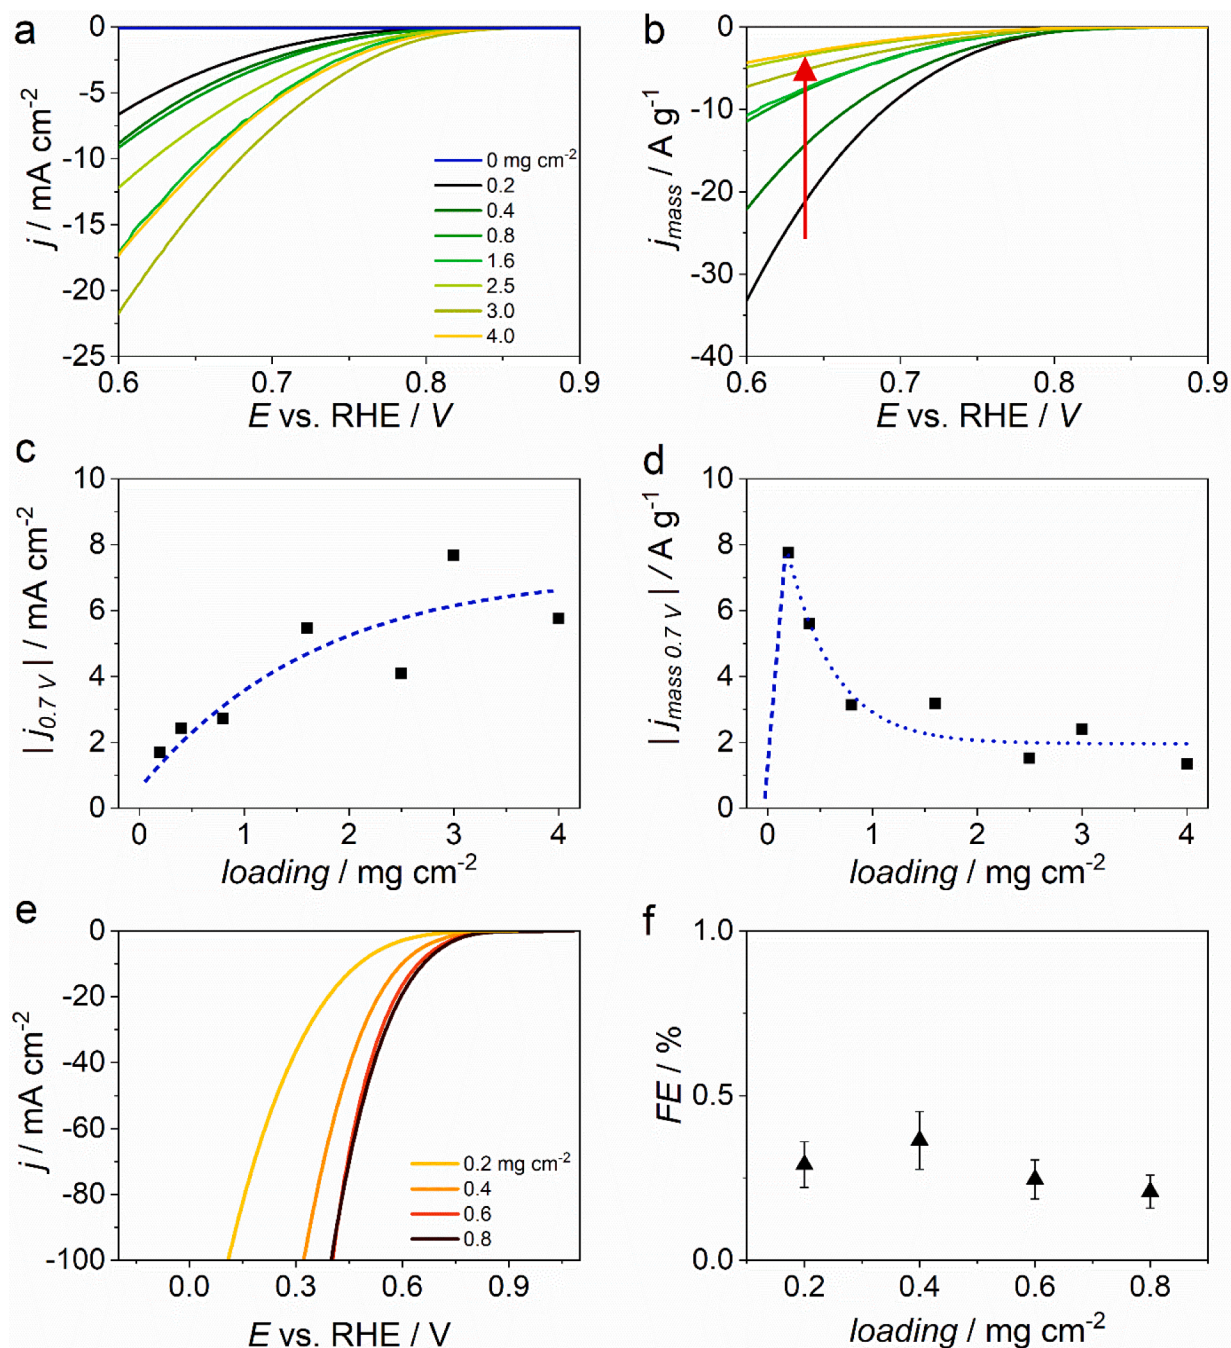 a
0
-5
-10
-15
-20
-25
j / mA cm-2
0 mg cm-2
0.2
0.4
0.8
1.6
2.5
3.0
4.0
0.6 0.7 0.8 0.9
E vs. RHE / V
b
0
-10
-20
-30
-40
jmass / A g-1
0.6 0.7 0.8 0.9
E vs. RHE / V
c
10
8
6
4
2
0
| j0.7 V | / mA cm-2
0 1 2 3 4
loading / mg cm-2
d
10
8
6
4
2
0
| jmass 0.7 V | / A g-1
0 1 2 3 4
loading / mg cm-2
e
0
-20
-40
-60
-80
-100
j / mA cm-2
0.2 mg cm-2
0.4
0.6
0.8
0.0 0.3 0.6 0.9
E vs. RHE / V
f
1.0
0.5
0.0
FE / %
0.2 0.4 0.6 0.8
loading / mg cm-2